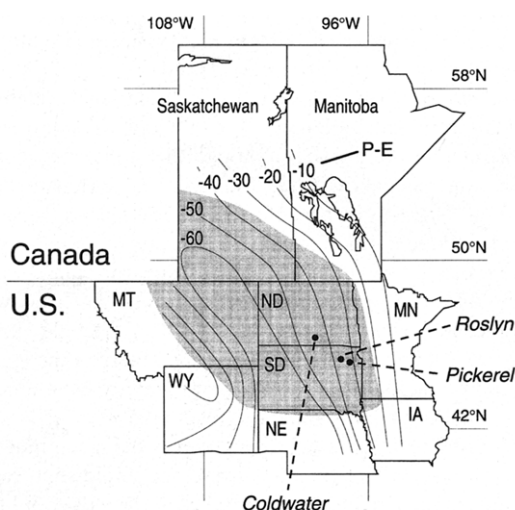 108°W 96°W
58°N
Saskatchewan Manitoba
P-E
-10
-20
-30
-40
-50
-60
Canada
50°N
U.S.
MT ND MN
Roslyn
SD
Pickerel
WY
IA
NE 42°N
Coldwater